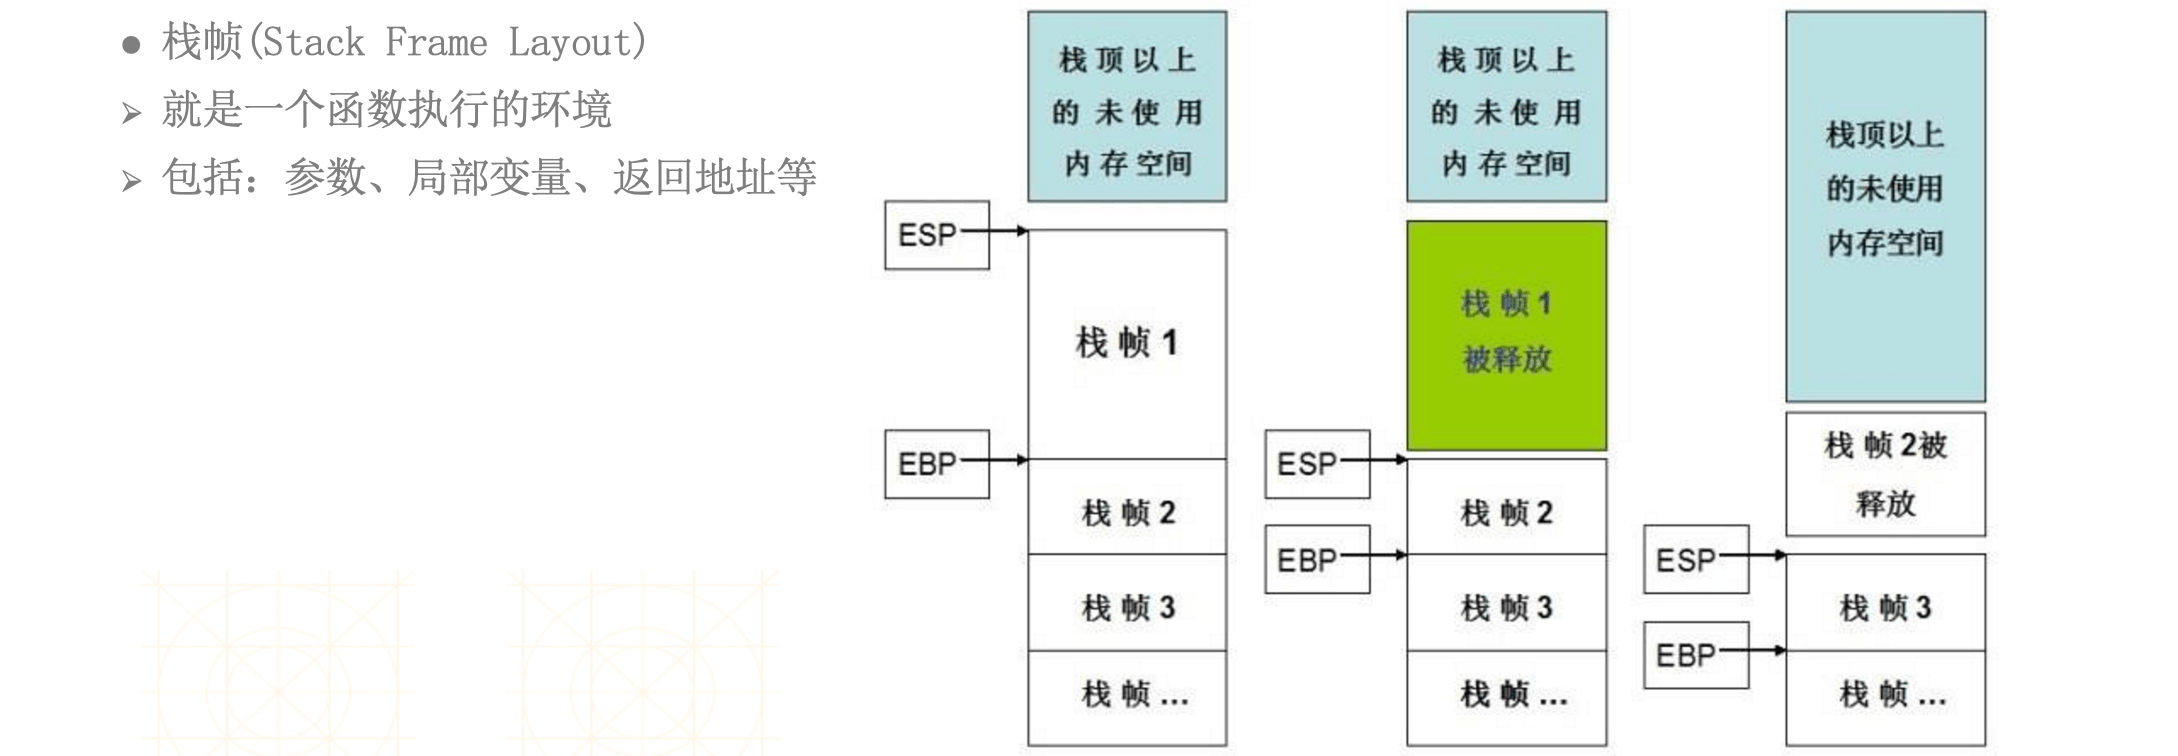 ● 栈帧(Stack Frame Layout)
➢ 就是一个函数执行的环境
➢ 包括：参数、局部变量、返回地址等
栈顶以上
的未使用
内存空间
ESP
栈帧1
EBP
栈帧2
栈帧3
栈帧...
栈顶以上
的未使用
内存空间
栈帧1
被释放
ESP
栈帧2
EBP
栈帧3
栈帧...
栈顶以上
的未使用
内存空间
栈帧2被
释放
ESP
栈帧3
EBP
栈帧...